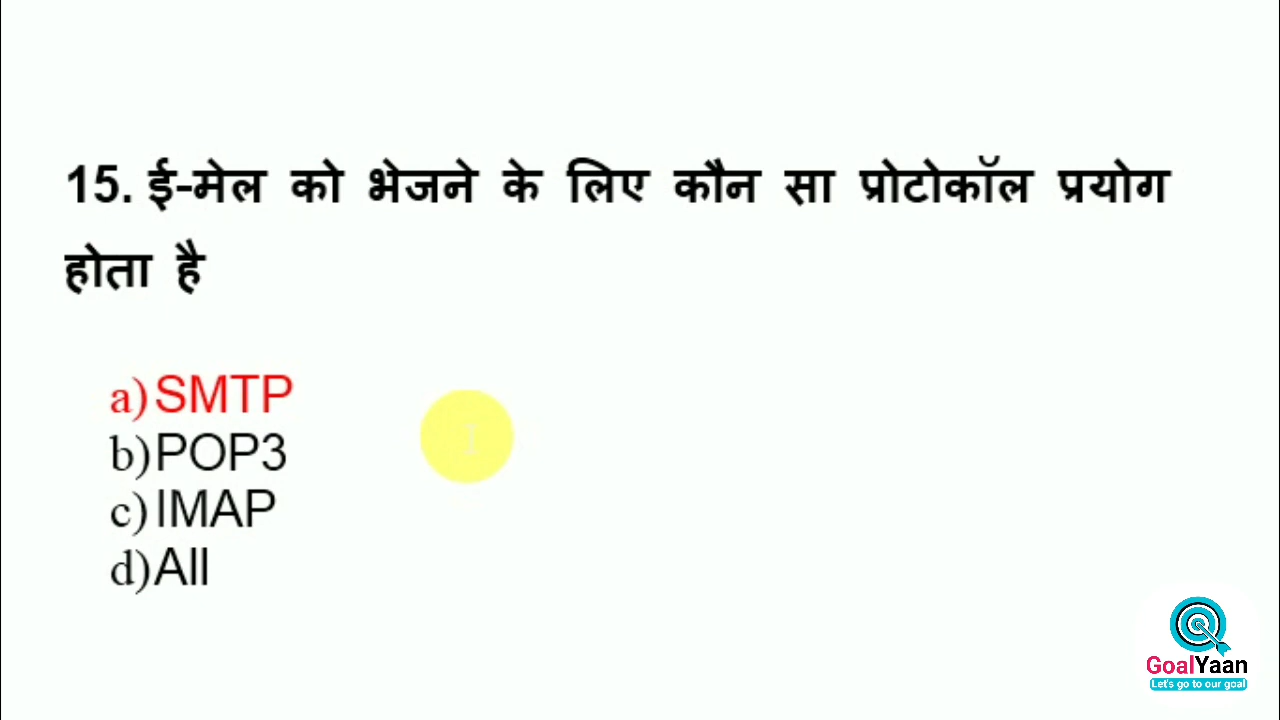 15. ई-मेल को भेजने के लिए कौन सा प्रोटोकॉल प्रयोग
होता है
a) SMTP
b) POP3
c) IMAP
d) All
GoalYaan
Let's go to our goal